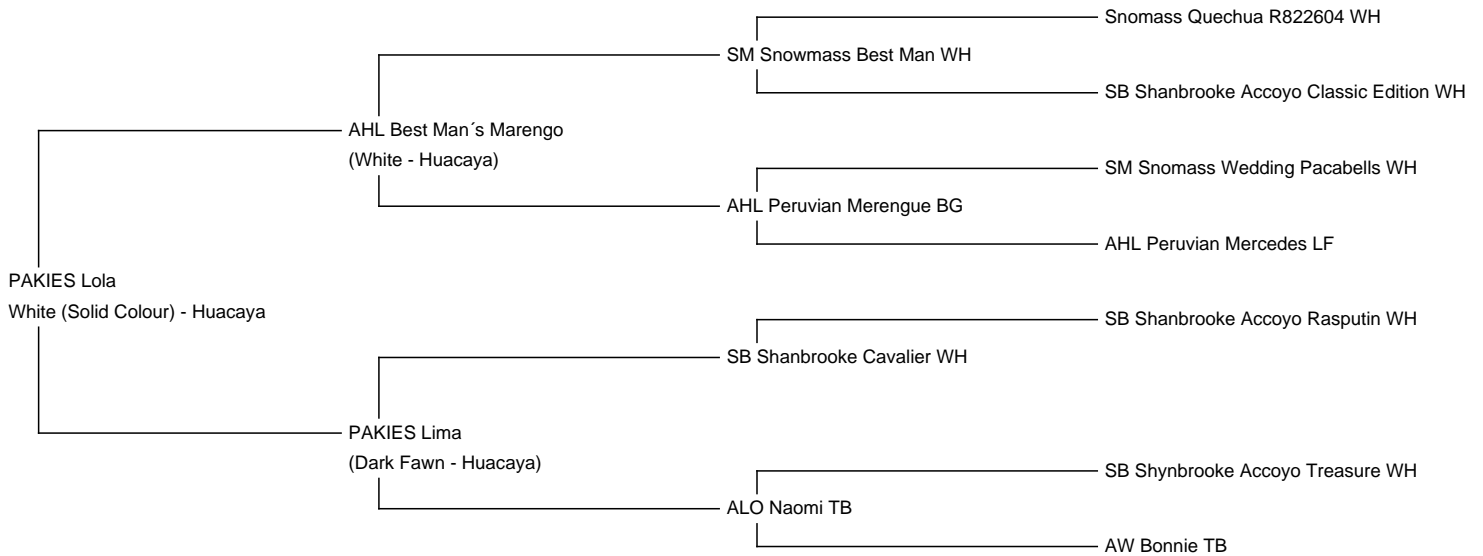 Snomass Quechua R822604 WH
SM Snowmass Best Man WH
SB Shanbrooke Accoyo Classic Edition WH
AHL Best Man´s Marengo
(White - Huacaya)
SM Snomass Wedding Pacabells WH
AHL Peruvian Merengue BG
AHL Peruvian Mercedes LF
PAKIES Lola
White (Solid Colour) - Huacaya
SB Shanbrooke Accoyo Rasputin WH
SB Shanbrooke Cavalier WH
PAKIES Lima
(Dark Fawn - Huacaya)
SB Shynbrooke Accoyo Treasure WH
ALO Naomi TB
AW Bonnie TB